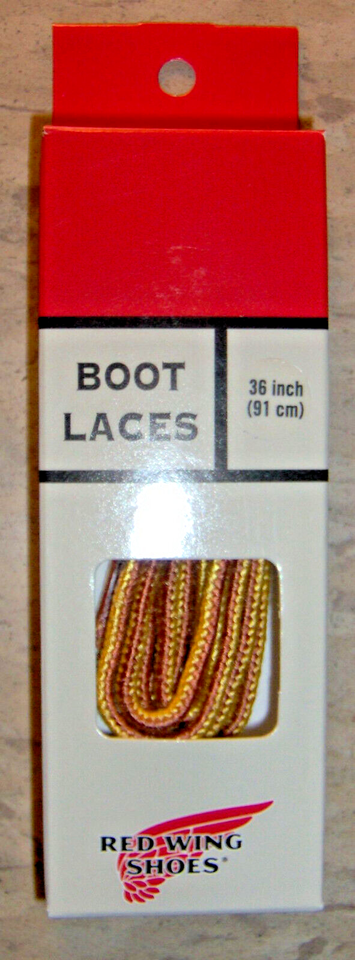 BOOT
LACES
36 inch
(91 cm)
RED WING
SHOES®